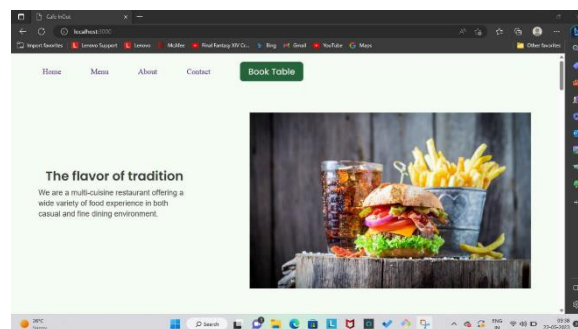 Cafe InOut
localhost:3000
Import favorites Lenovo Support Lenovo McAfee Final Fantasy XIV Cr... Bing Gmail YouTube Maps Other favorites
Home Menu About Contact Book Table
The flavor of tradition
We are a multi-cuisine restaurant offering a
wide variety of food experience in both
casual and fine dining environment.
26°C
Search
ENG
IN